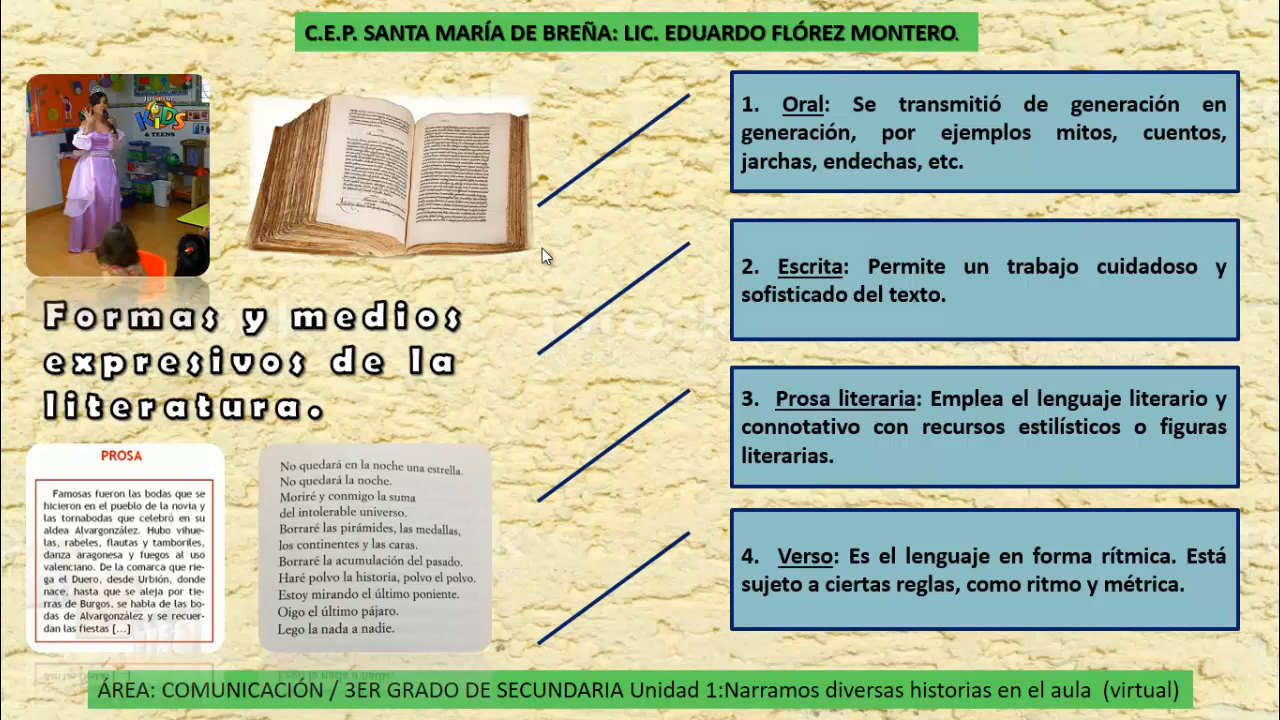 C.E.P. SANTA MARÍA DE BREÑA: LIC. EDUARDO FLÓREZ MONTERO.
KIDS
& TEENS
Formas y medios
expresivos de la
literatura.
1. Oral: Se transmitió de generación en
generación, por ejemplos mitos, cuentos,
jarchas, endechas, etc.
2. Escrita: Permite un trabajo cuidadoso y
sofisticado del texto.
3. Prosa literaria: Emplea el lenguaje literario y
connotativo con recursos estilísticos o figuras
literarias.
4. Verso: Es el lenguaje en forma rítmica. Está
sujeto a ciertas reglas, como ritmo y métrica.
PROSA
Famosas fueron las bodas que se
hicieron en el pueblo de la novia y
las tornabodas que celebró en su
aldea Alvargonzález. Hubo vihue-
las, rabeles, flautas y tamboriles,
danza aragonesa y fuegos al uso
valenciano. De la comarca que rie-
ga el Duero, desde Urbión, donde
nace, hasta que se aleja por tie-
rras de Burgos, se habla de las bo-
das de Alvargonzález y se recuer-
dan las fiestas [...]
No quedará en la noche una estrella.
No quedará la noche.
Moriré y conmigo la suma
del intolerable universo.
Borraré las pirámides, las medallas,
los continentes y las caras.
Borraré la acumulación del pasado.
Haré polvo la historia, polvo el polvo.
Estoy mirando el último poniente.
Oigo el último pájaro.
Lego la nada a nadie.
ÁREA: COMUNICACIÓN / 3ER GRADO DE SECUNDARIA Unidad 1:Narramos diversas historias en el aula (virtual)